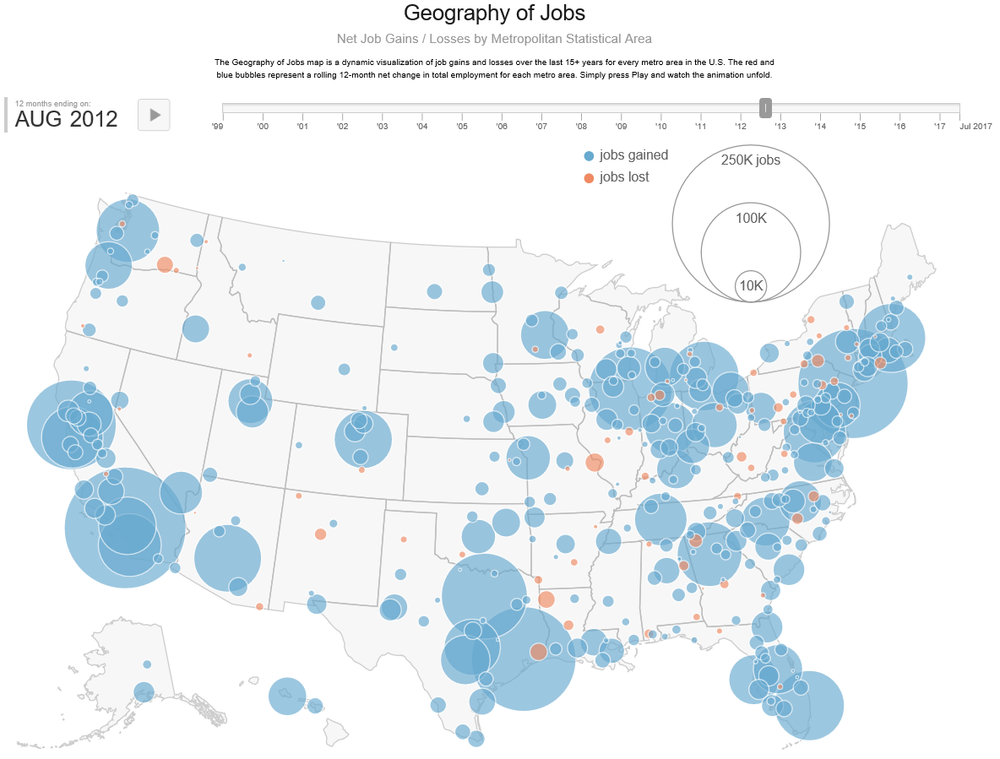 Geography of Jobs
Net Job Gains / Losses by Metropolitan Statistical Area
The Geography of Jobs map is a dynamic visualization of job gains and losses over the last 15+ years for every metro area in the U.S. The red and
blue bubbles represent a rolling 12-month net change in total employment for each metro area. Simply press Play and watch the animation unfold.
12 months ending on:
AUG 2012
'99 '00 '01 '02 '03 '04 '05 '06 '07 '08 '09 '10 '11 '12 '13 '14 '15 '16 '17 Jul 2017
jobs gained
jobs lost
250K jobs
100K
10K